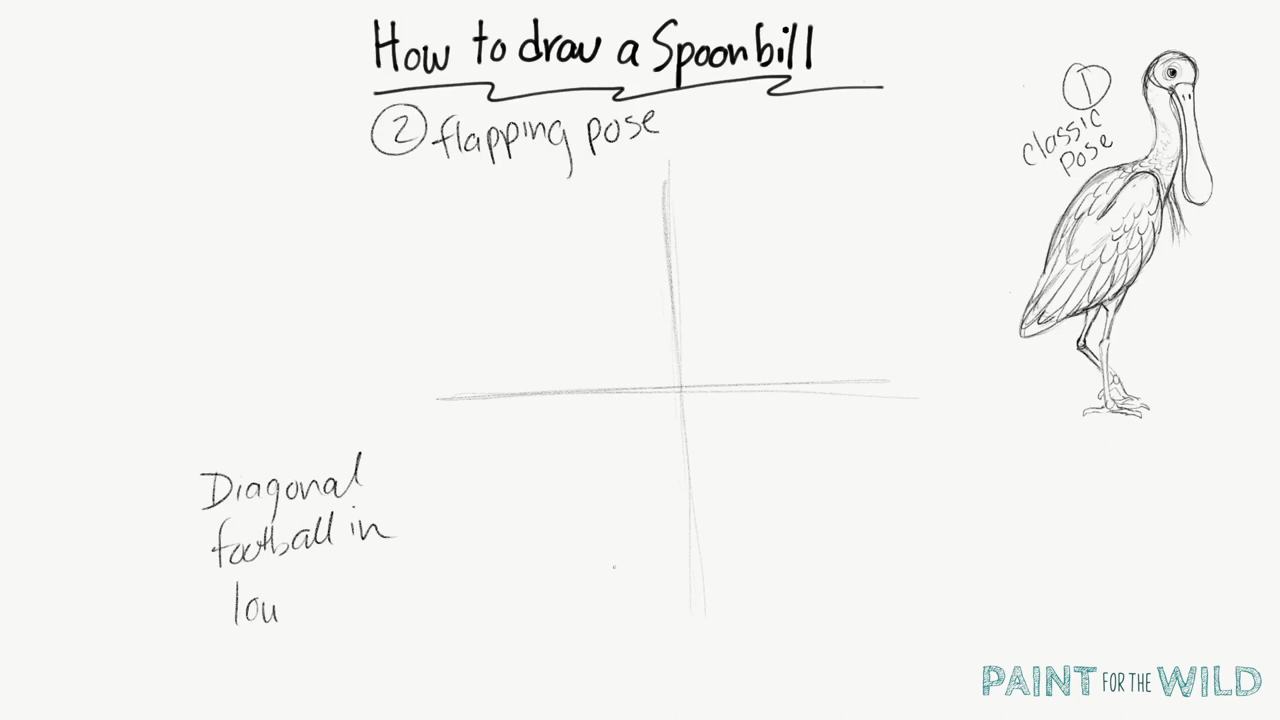 How to draw a Spoonbill
② flapping pose
①
classic
pose
Diagonal
football in
lou
PAINT FOR THE WILD